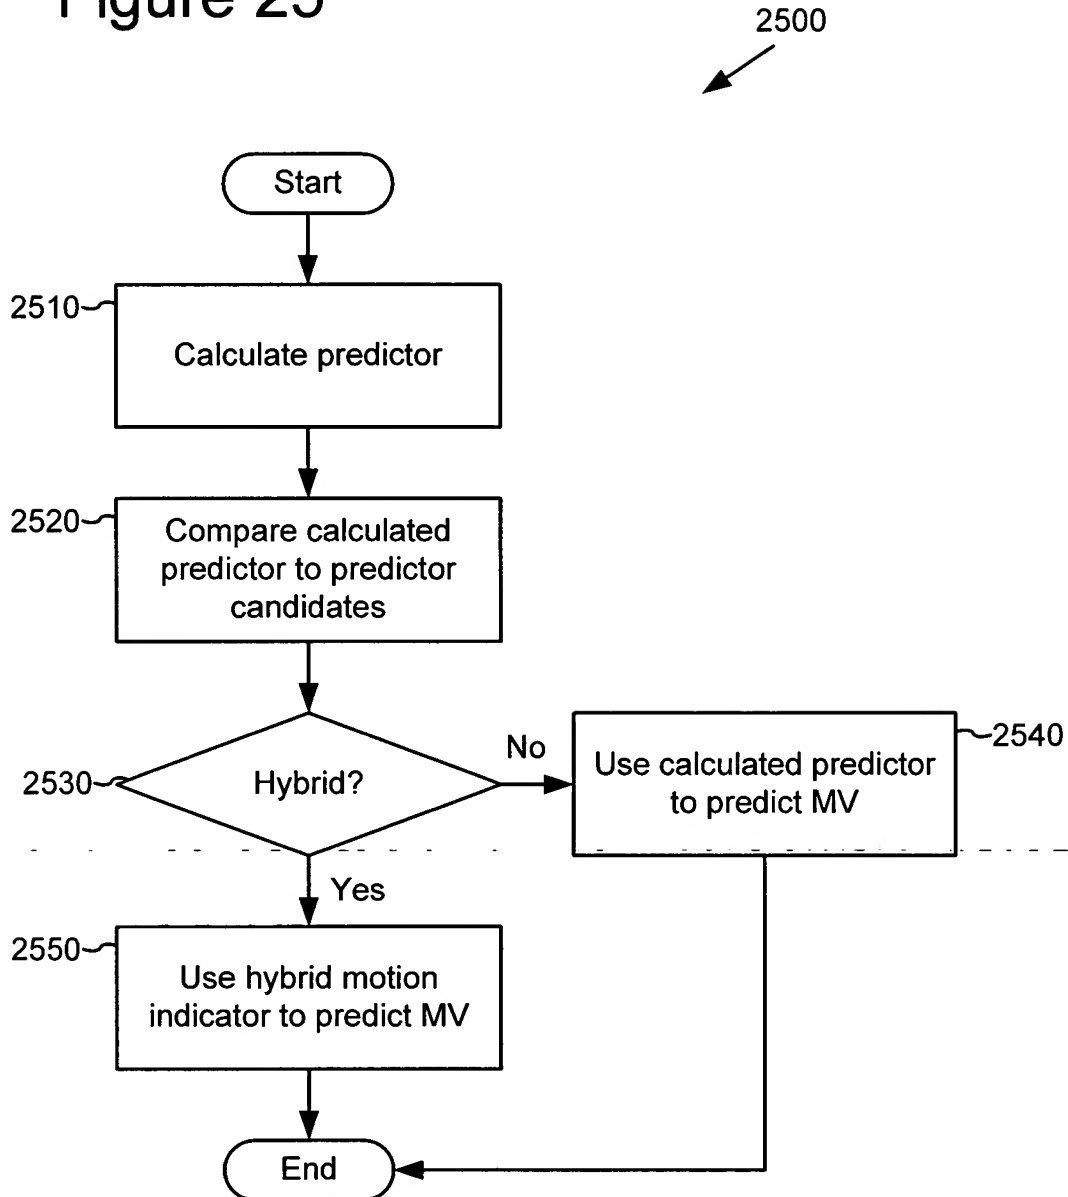 Figure 25
2500
Start
2510
Calculate predictor
2520
Compare calculated
predictor to predictor
candidates
2530
Hybrid?
No
2540
Use calculated predictor
to predict MV
Yes
2550
Use hybrid motion
indicator to predict MV
End